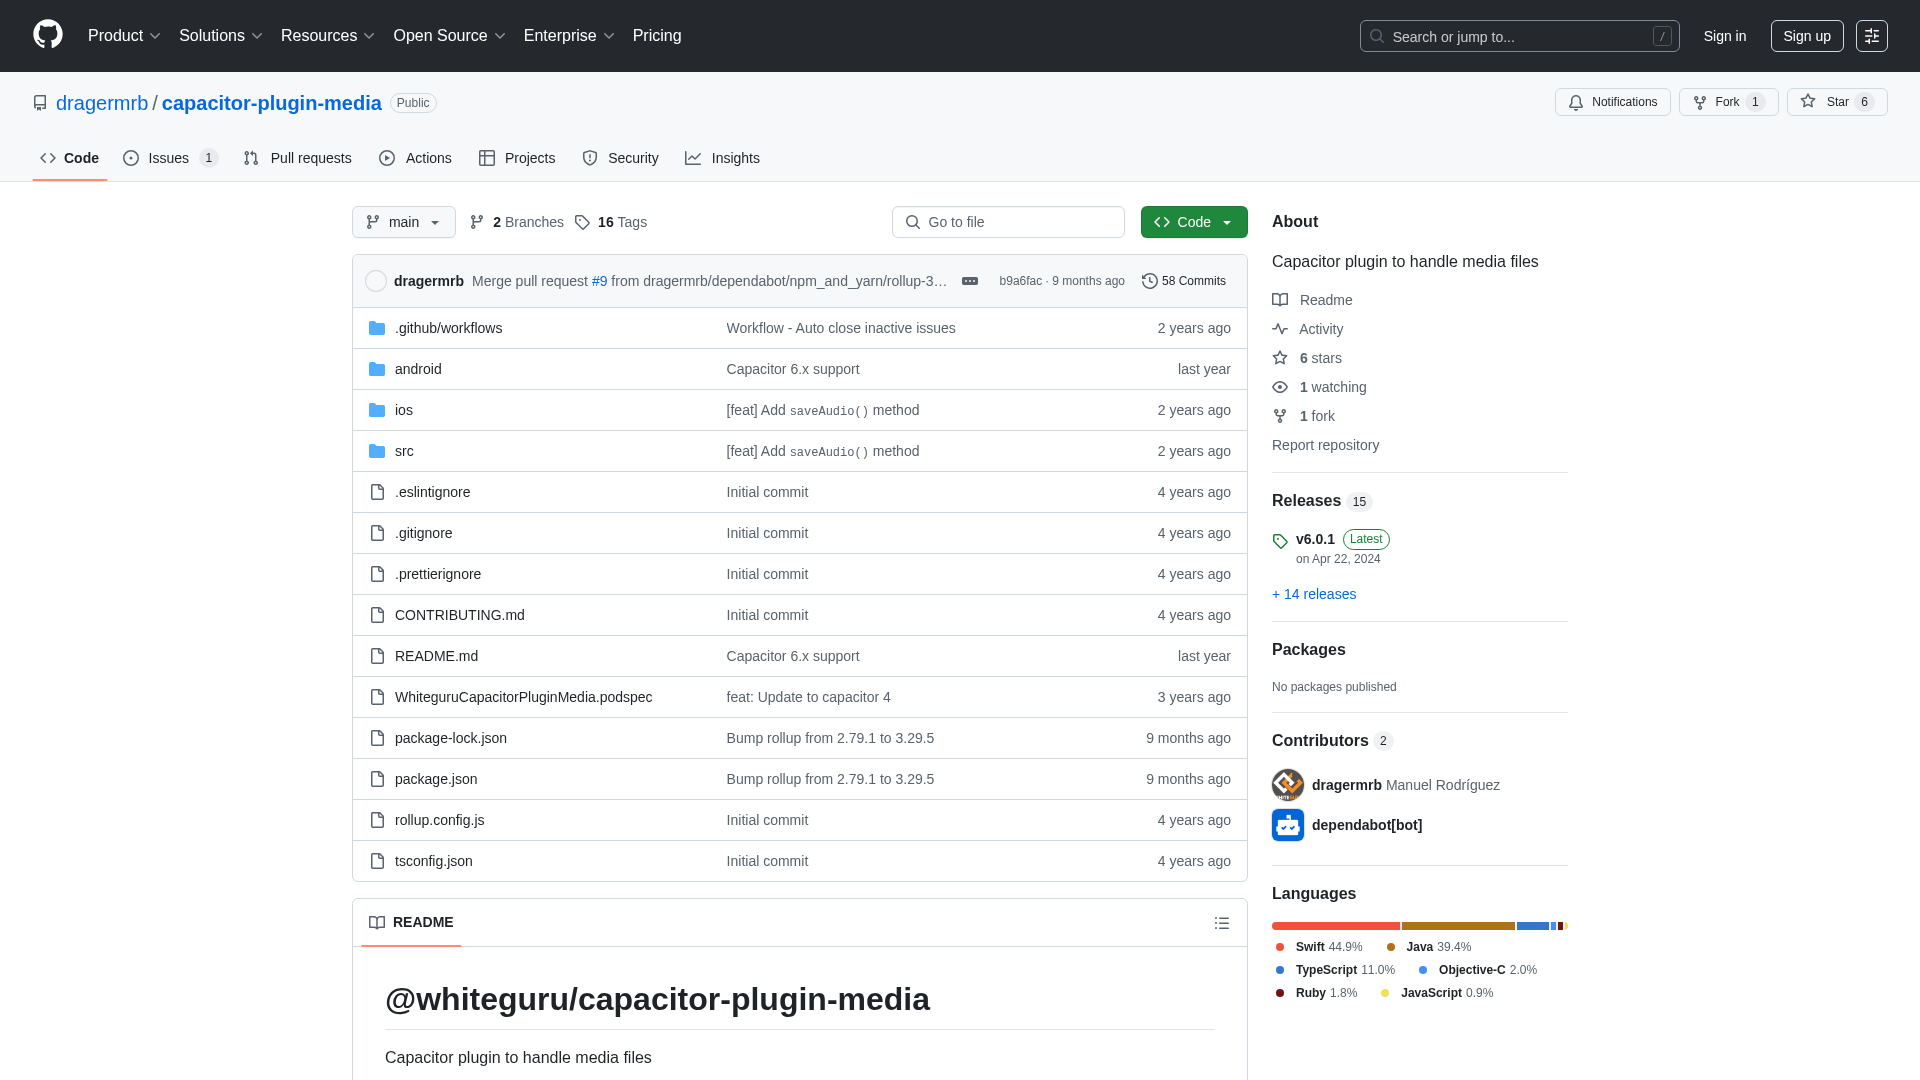 Product Solutions Resources Open Source Enterprise Pricing Search or jump to... / Sign in Sign up
dragermrb / capacitor-plugin-media Public Notifications Fork 1 Star 6
Code Issues 1 Pull requests Actions Projects Security Insights
main 2 Branches 16 Tags Go to file Code
dragermrb Merge pull request #9 from dragermrb/dependabot/npm_and_yarn/rollup-3… b9a6fac · 9 months ago 58 Commits
.github/workflows Workflow - Auto close inactive issues 2 years ago
android Capacitor 6.x support last year
ios [feat] Add saveAudio() method 2 years ago
src [feat] Add saveAudio() method 2 years ago
.eslintignore Initial commit 4 years ago
.gitignore Initial commit 4 years ago
.prettierignore Initial commit 4 years ago
CONTRIBUTING.md Initial commit 4 years ago
README.md Capacitor 6.x support last year
WhiteguruCapacitorPluginMedia.podspec feat: Update to capacitor 4 3 years ago
package-lock.json Bump rollup from 2.79.1 to 3.29.5 9 months ago
package.json Bump rollup from 2.79.1 to 3.29.5 9 months ago
rollup.config.js Initial commit 4 years ago
tsconfig.json Initial commit 4 years ago
README
@whiteguru/capacitor-plugin-media
Capacitor plugin to handle media files
About
Capacitor plugin to handle media files
Readme
Activity
6 stars
1 watching
1 fork
Report repository
Releases 15
v6.0.1 Latest
on Apr 22, 2024
+ 14 releases
Packages
No packages published
Contributors 2
dragermrb Manuel Rodríguez
dependabot[bot]
Languages
Swift 44.9% Java 39.4%
TypeScript 11.0% Objective-C 2.0%
Ruby 1.8% JavaScript 0.9%